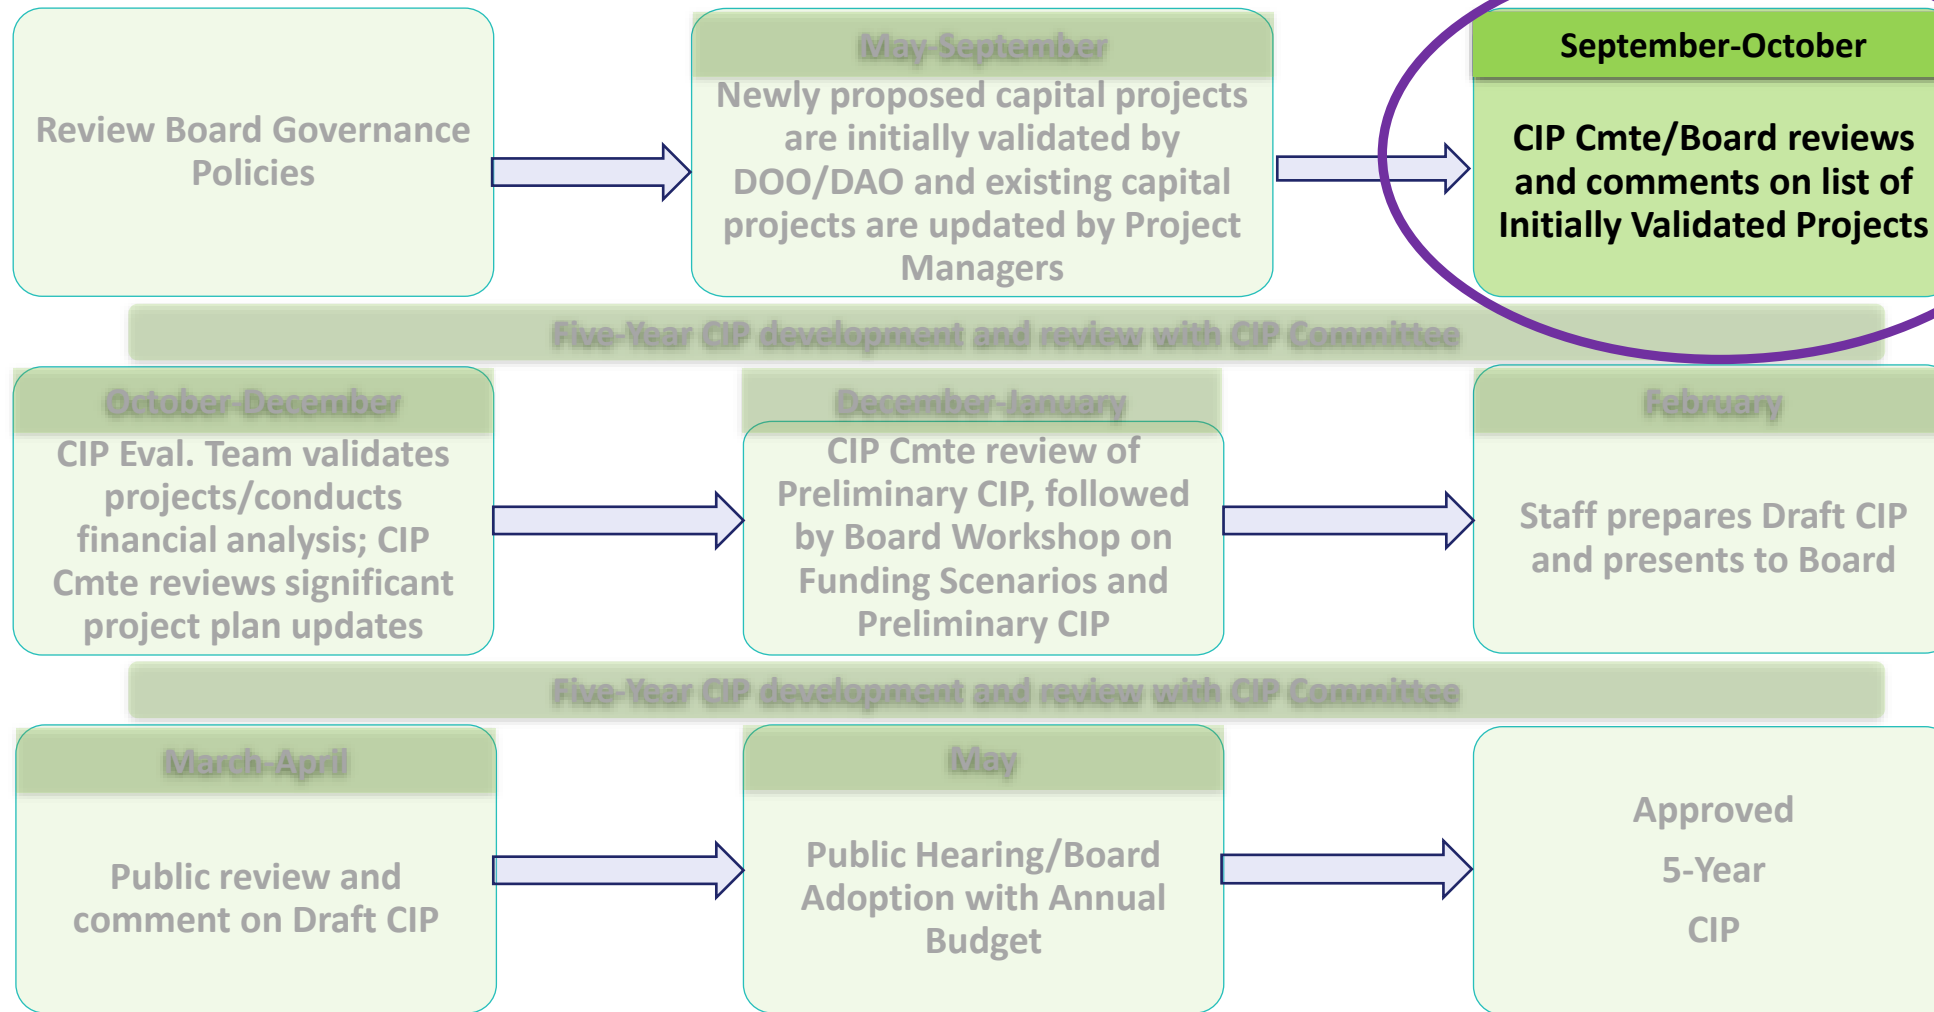 Review Board Governance
Policies
May-September
Newly proposed capital projects
are initially validated by
DOO/DAO and existing capital
projects are updated by Project
Managers
September-October
CIP Cmte/Board reviews
and comments on list of
Initially Validated Projects
Five-Year CIP development and review with CIP Committee
October-December
CIP Eval. Team validates
projects/conducts
financial analysis; CIP
Cmte reviews significant
project plan updates
December-January
CIP Cmte review of
Preliminary CIP, followed
by Board Workshop on
Funding Scenarios and
Preliminary CIP
February
Staff prepares Draft CIP
and presents to Board
Five-Year CIP development and review with CIP Committee
March-April
Public review and
comment on Draft CIP
May
Public Hearing/Board
Adoption with Annual
Budget
Approved
5-Year
CIP